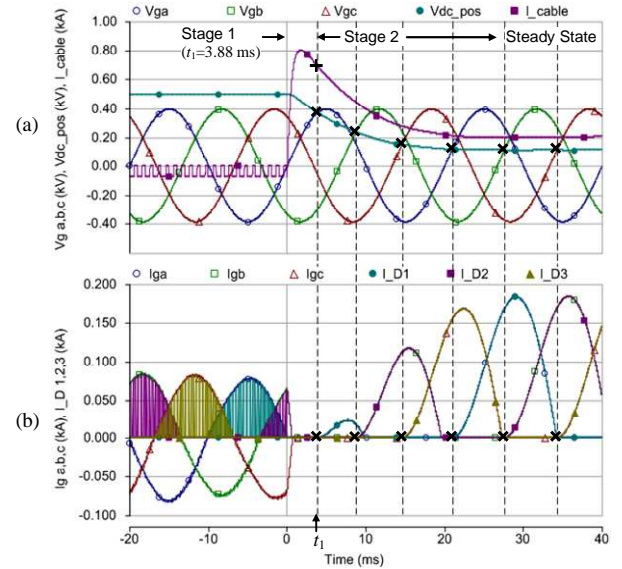 Vga Vgb Vgc Vdc_pos I_cable
Stage 1
(t1=3.88 ms)
Stage 2
Steady State
(a)
Vg a,b,c (kV), Vdc_pos (kV), I_cable (kA)
1.00
0.80
0.60
0.40
0.20
0.00
-0.20
-0.40
-0.60
Iga Igb Igc I_D1 I_D2 I_D3
(b)
Ig a,b,c (kA), I_D 1,2,3 (kA)
0.200
0.150
0.100
0.050
0.000
-0.050
-0.100
-20 -10 0 10 20 30 40
t1
Time (ms)